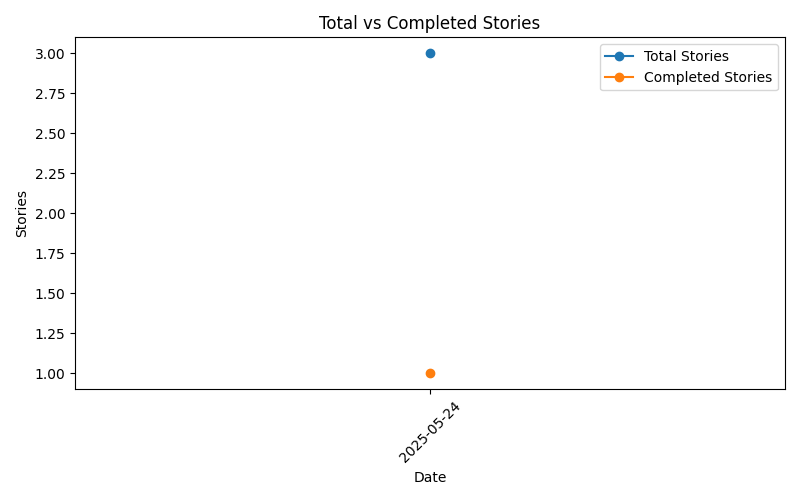 Total vs Completed Stories
Total Stories
Completed Stories
3.00
2.75
2.50
2.25
2.00
1.75
1.50
1.25
1.00
Stories
2025-05-24
Date